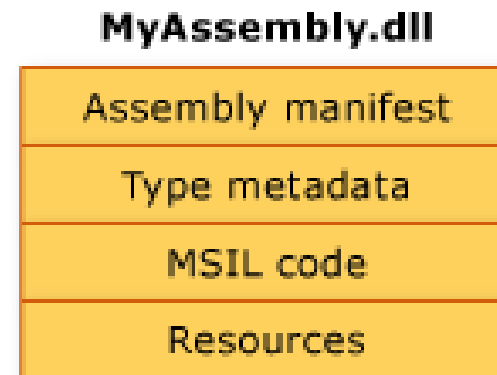 MyAssembly.dll
Assembly manifest
Type metadata
MSIL code
Resources